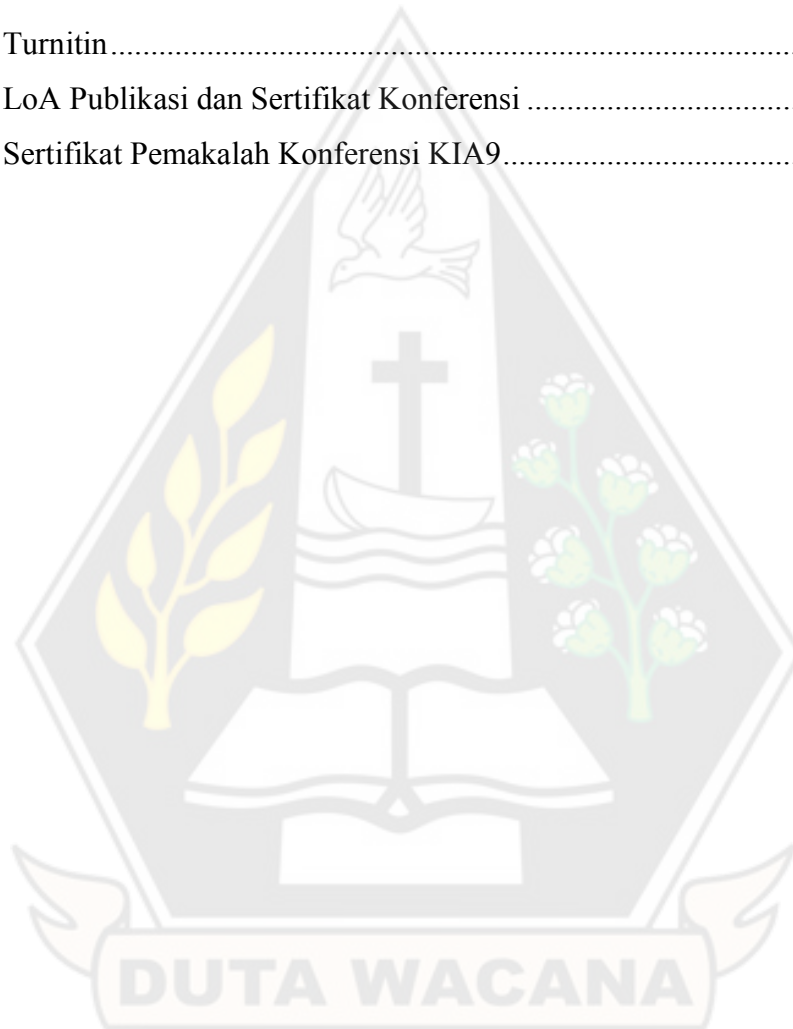 Turnitin................................................................................
LoA Publikasi dan Sertifikat Konferensi ................................
Sertifikat Pemakalah Konferensi KIA9...................................
DUTA WACANA